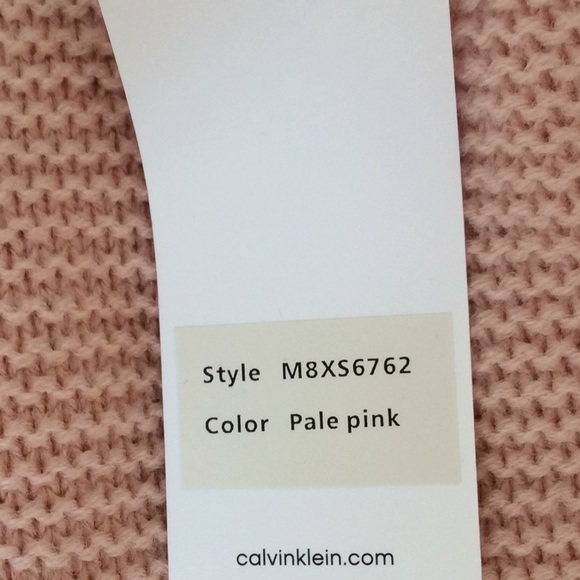 Style M8XS6762
Color Pale pink
calvinklein.com